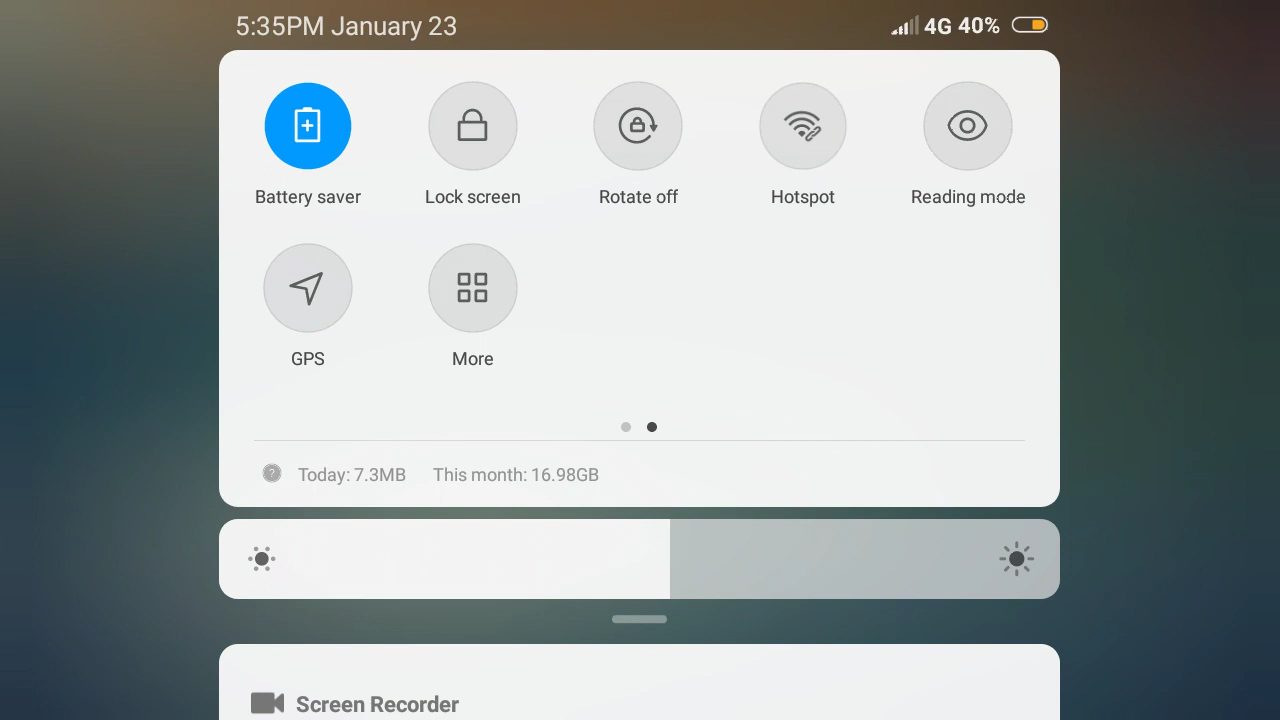 5:35PM January 23 4G 40%
Battery saver Lock screen Rotate off Hotspot Reading mode
GPS More
? Today: 7.3MB This month: 16.98GB
Screen Recorder